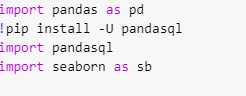 import pandas as pd
!pip install -U pandasql
import pandasql
import seaborn as sb